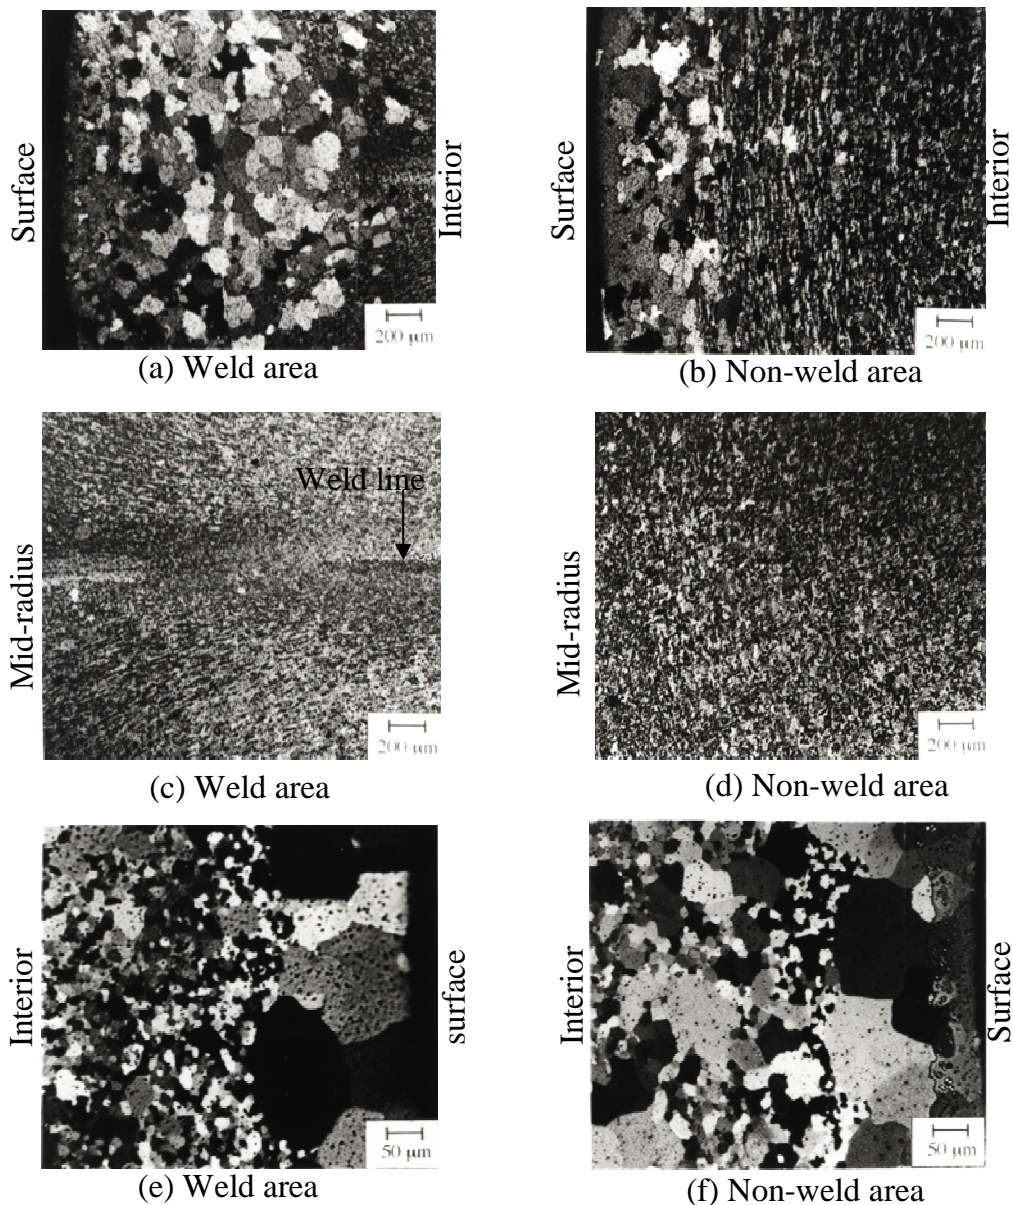 Surface
Interior
200 µm
(a) Weld area
Surface
Interior
200 µm
(b) Non-weld area
Mid-radius
Weld line
200 µm
(c) Weld area
Mid-radius
200 µm
(d) Non-weld area
Interior
surface
50 µm
(e) Weld area
Interior
Surface
50 µm
(f) Non-weld area